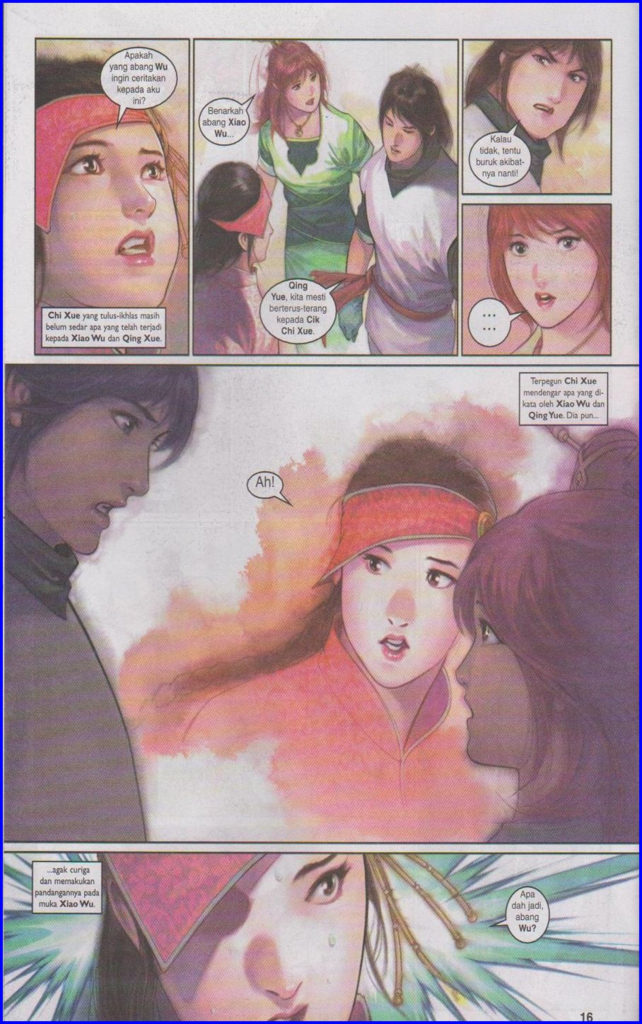 Apakah
yang abang Wu
ingin ceritakan
kepada aku
ini?
Chi Xue yang tulus-ikhlas masih
belum sedar apa yang telah terjadi
kepada Xiao Wu dan Qing Xue.
Benarkah
abang Xiao
Wu...
Qing
Yue, kita mesti
berterus-terang
kepada Cik
Chi Xue.
Kalau
tidak, tentu
buruk akibat-
nya nanti!
...
...
Terpegun Chi Xue
mendengar apa yang di-
kata oleh Xiao Wu dan
Qing Yue. Dia pun...
Ah!
...agak curiga
dan memakukan
pandangannya pada
muka Xiao Wu.
Apa
dah jadi,
abang
Wu?
16